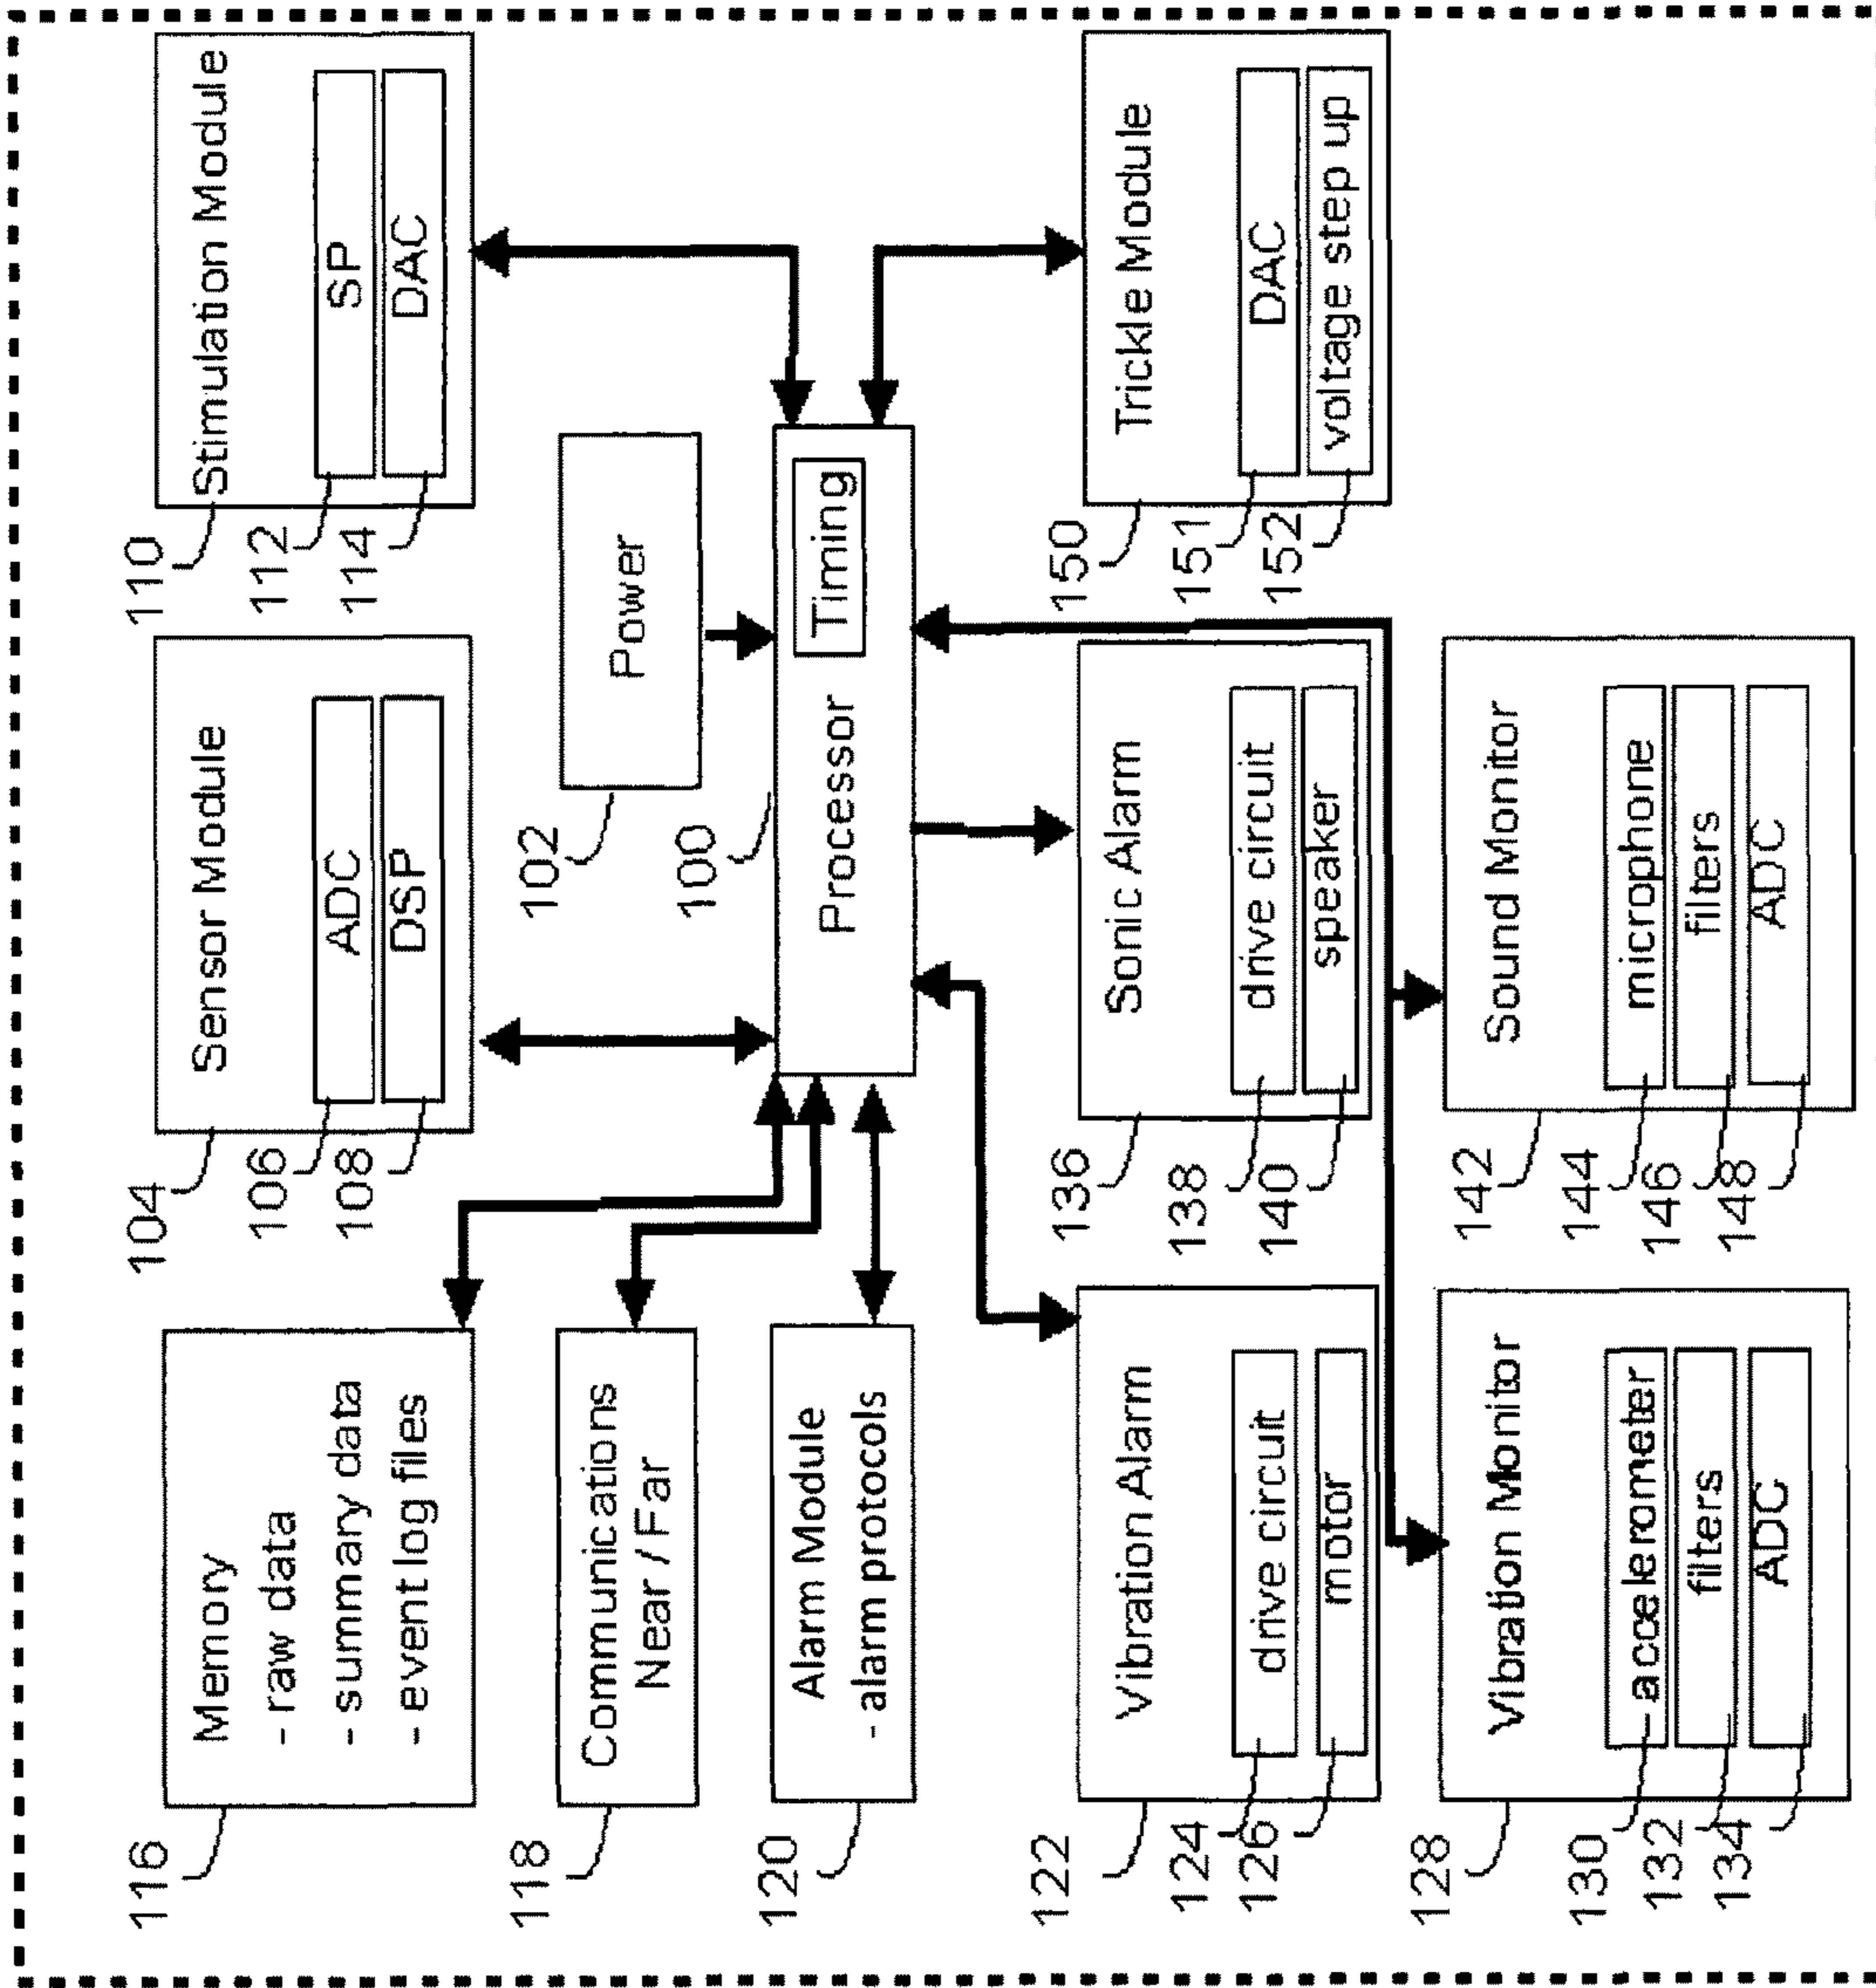 116
Memory
- raw data
- summary data
- event log files
104
Sensor Module
106
ADC
108
DSP
110
Stimulation Module
112
SP
114
DAC
118
Communications
Near / Far
102
Power
120
Alarm Module
- alarm protocols
100
Processor
Timing
122
Vibration Alarm
124
drive circuit
126
motor
136
Sonic Alarm
138
drive circuit
140
speaker
150
Trickle Module
151
DAC
152
voltage step up
128
Vibration Monitor
130
accelerometer
132
filters
134
ADC
142
Sound Monitor
144
microphone
146
filters
148
ADC